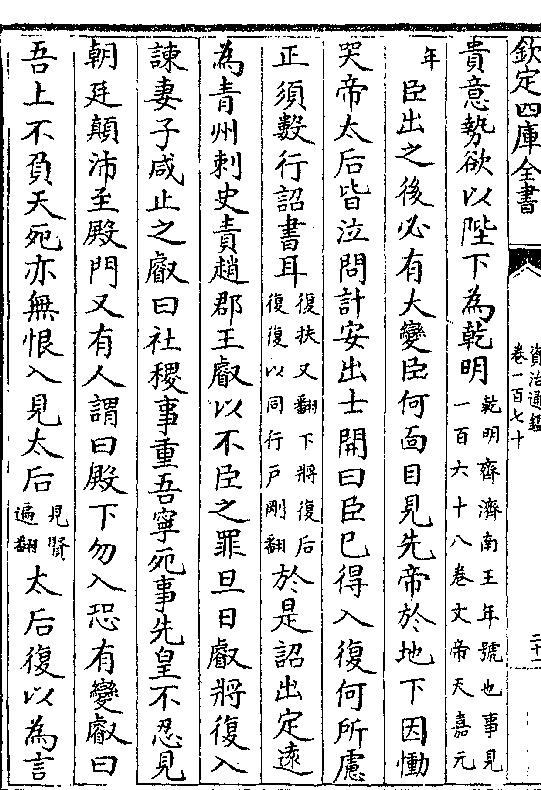 欽定四庫全書
資治通鑑
卷一百七十
貴意勢欲以陛下為乾明乾明齊濟南王年號也事見一百六十八卷文帝天嘉元
年臣出之後必有大變臣何面目見先帝於地下因慟
哭帝太后皆泣問計安出士開曰臣已得入復何所慮
正須數行詔書耳復扶又翻下將復后復復以同行戸剛翻於是詔出定遠
為青州刺史責趙郡王叡以不臣之罪旦日叡將復入
諫妻子咸止之叡曰社稷事重吾寧死事先皇不忍見
朝廷顛沛至殿門又有人謂曰殿下勿入恐有變叡曰
吾上不負天死亦無恨入見太后見賢遍翻太后復以為言